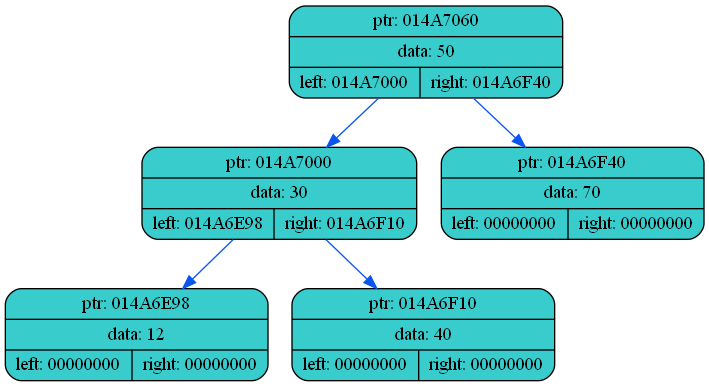 ptr: 014A7060
data: 50
left: 014A7000 right: 014A6F40
ptr: 014A7000
data: 30
left: 014A6E98 right: 014A6F10
ptr: 014A6F40
data: 70
left: 00000000 right: 00000000
ptr: 014A6E98
data: 12
left: 00000000 right: 00000000
ptr: 014A6F10
data: 40
left: 00000000 right: 00000000